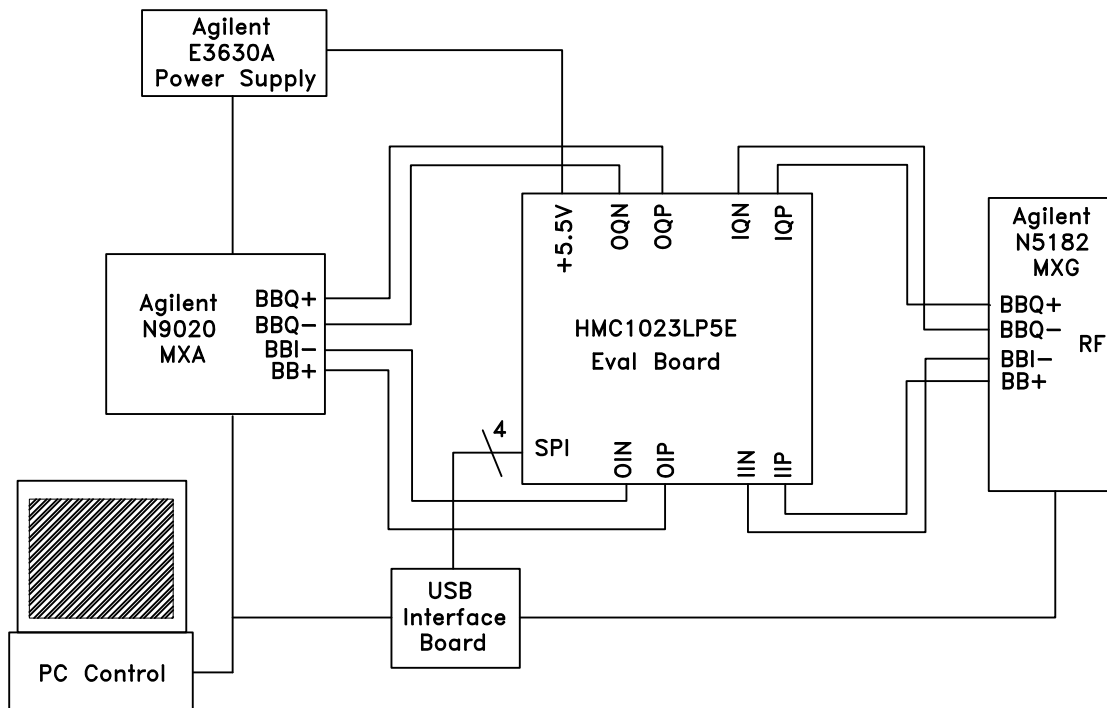 Agilent
E3630A
Power Supply
+5.5V
OQN
OQP
IQN
IQP
Agilent
N5182
MXG
BBQ+
BBQ-
BBI-
BB+
RF
Agilent
N9020
MXA
BBQ+
BBQ-
BBI-
BB+
HMC1023LP5E
Eval Board
4
SPI
OIN
OIP
IIN
IIP
USB
Interface
Board
PC Control